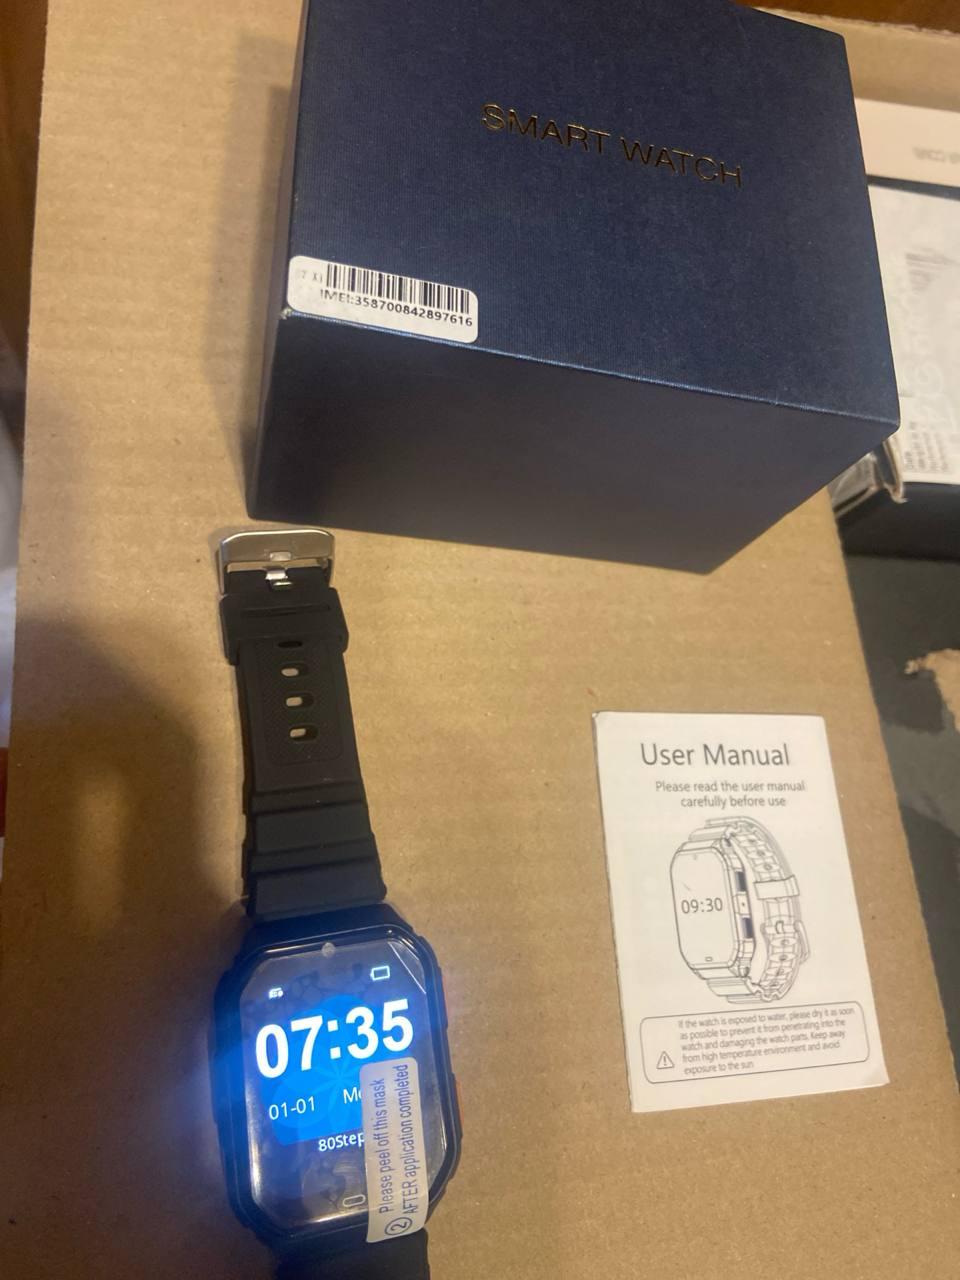 SMART WATCH
IMEI:358700842897616
User Manual
Please read the user manual
carefully before use
09:30
If the watch is exposed to water, please dry it as soon
as possible to prevent it from penetrating into the
watch and damaging the watch parts. Keep away
from high temperature environment and avoid
exposure to the sun
07:35
01-01
80Step
② Please peel off this mask
AFTER application completed